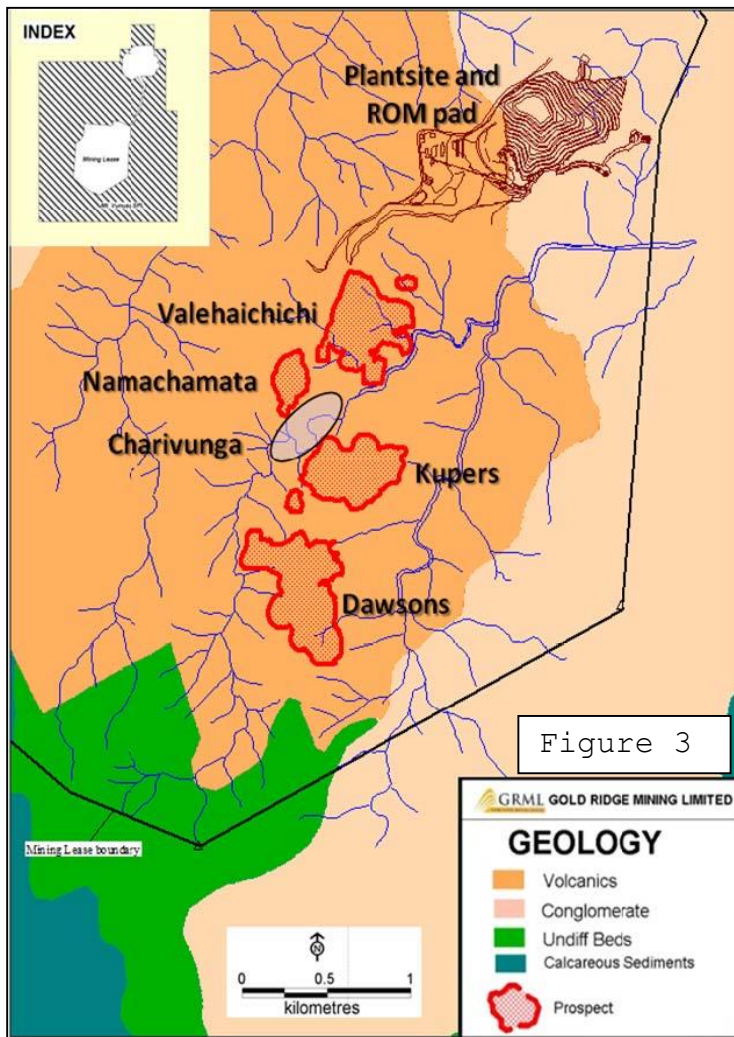 INDEX
Mining Lease
Plantsite and
ROM pad
Valehaichichi
Namachamata
Charivunga
Kupers
Dawsons
Figure 3
Mining Lease boundary
GRML GOLD RIDGE MINING LIMITED
GEOLOGY
Volcanics
Conglomerate
Undiff Beds
Calcareous Sediments
Prospect
N
0 0.5 1
kilometres